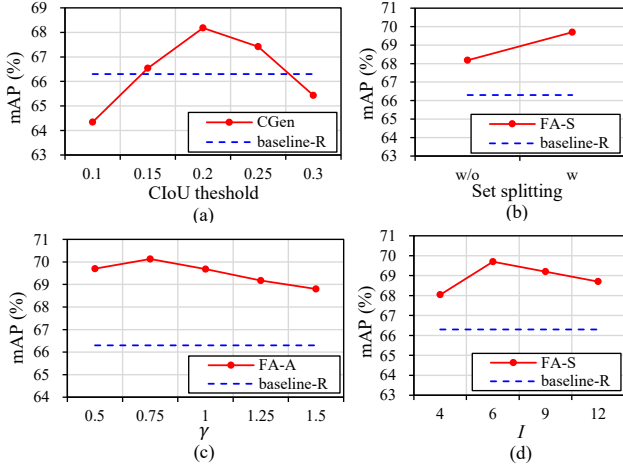 mAP (%)
69
68
67
66
65
64
63
CGen
baseline-R
0.1 0.15 0.2 0.25 0.3
CIoU theshold
(a)
mAP (%)
71
70
69
68
67
66
65
64
63
FA-S
baseline-R
w/o w
Set splitting
(b)
mAP (%)
71
70
69
68
67
66
65
64
FA-A
baseline-R
0.5 0.75 1 1.25 1.5
γ
(c)
mAP (%)
71
70
69
68
67
66
65
64
63
FA-S
baseline-R
4 6 9 12
I
(d)